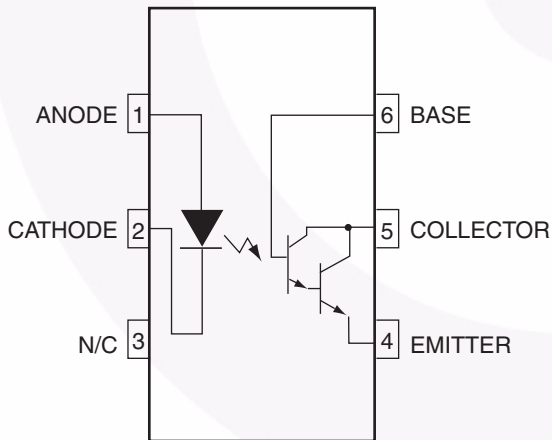 ANODE 1
CATHODE 2
N/C 3
6 BASE
5 COLLECTOR
4 EMITTER